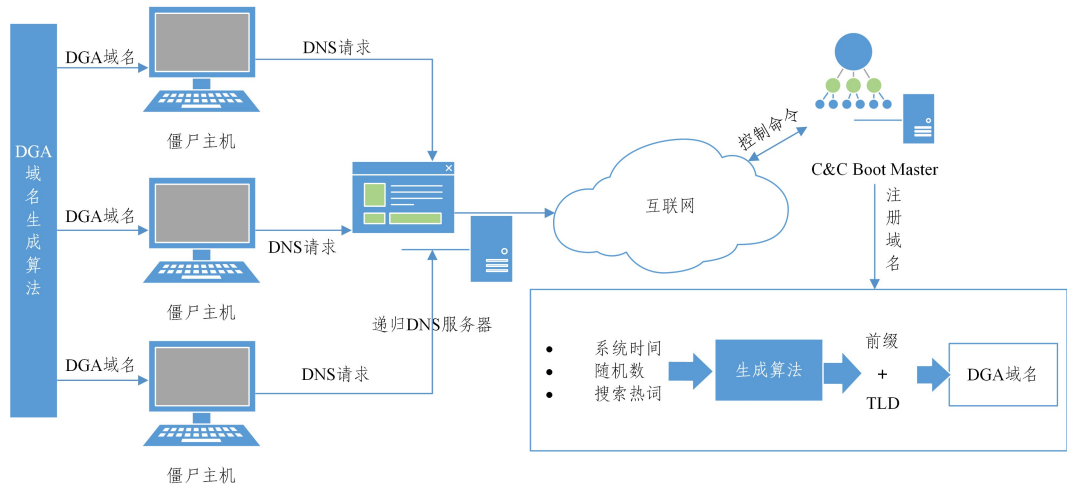 DGA
域
名
生
成
算
法
DGA域名
僵尸主机
DNS请求
DGA域名
僵尸主机
DNS请求
DGA域名
僵尸主机
DNS请求
递归DNS服务器
互联网
控制命令
C&C Boot Master
注
册
域
名
• 系统时间
• 随机数
• 搜索热词
生成算法
前缀
+
TLD
DGA域名